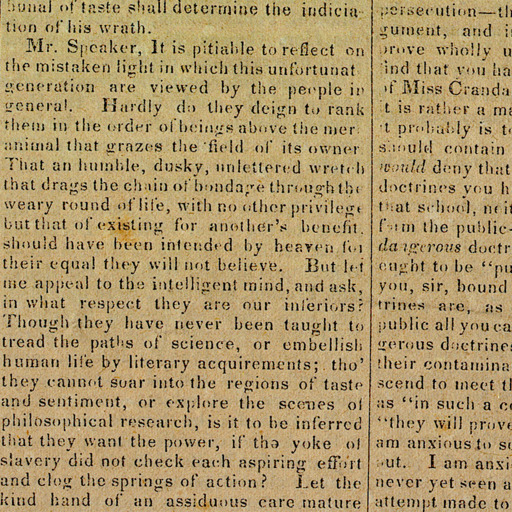 bunal of taste shall determine the indicia-
tion of his wrath.
Mr. Speaker, It is pitiable to reflect on
the mistaken light in which this unfortunat
generation are viewed by the people in
general. Hardly do they deign to rank
them in the order of beings above the mere
animal that grazes the field of its owner
That an humble, dusky, unlettered wretch
that drags the chain of bondage through the
weary round of life, with no other privilege
but that of existing for another's benefit.
should have been intended by heaven for
their equal they will not believe. But let
me appeal to the intelligent mind, and ask,
in what respect they are our inferiors?
Though they have never been taught to
tread the paths of science, or embellish
human life by literary acquirements; tho'
they cannot soar into the regions of taste
and sentiment, or explore the scenes of
philosophical research, is it to be inferred
that they want the power, if the yoke of
slavery did not check each aspiring effort
and clog the springs of action? Let the
kind hand of an assiduous care mature
persecution—th
gument, and i
prove wholly u
find that you ha
of Miss Cranda
it is rather a ma
it probably is t
should contain
would deny that
doctrines you h
that school, neit
from the public
dangerous doctr
ought to be "pu
you, sir, bound
trines are, as
public all you ca
gerous doctrines
their contamina
scend to meet th
as "in such a co
"they will prove
am anxious to se
out. I am anxi
never yet seen a
attempt made to